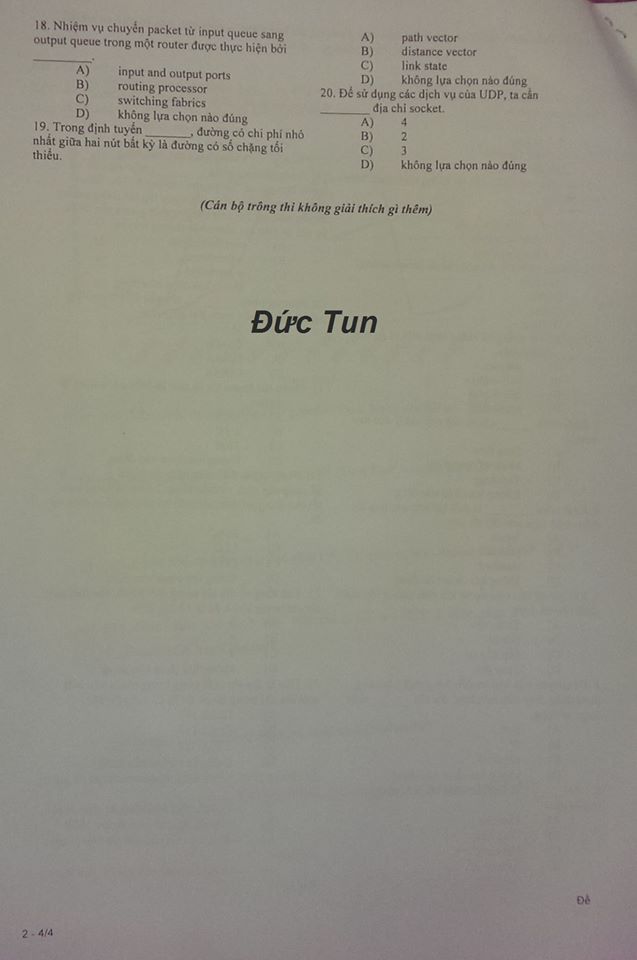 18. Nhiệm vụ chuyển packet từ input queue sang
output queue trong một router được thực hiện bởi
________.
A) input and output ports
B) routing processor
C) switching fabrics
D) không lựa chọn nào đúng
19. Trong định tuyến _______, đường có chi phí nhỏ
nhất giữa hai nút bất kỳ là đường có số chặng tối
thiểu.
A) path vector
B) distance vector
C) link state
D) không lựa chọn nào đúng
20. Để sử dụng các dịch vụ của UDP, ta cần
_______ địa chỉ socket.
A) 4
B) 2
C) 3
D) không lựa chọn nào đúng
(Cán bộ trông thi không giải thích gì thêm)
Đức Tun
Đề
2 - 4/4